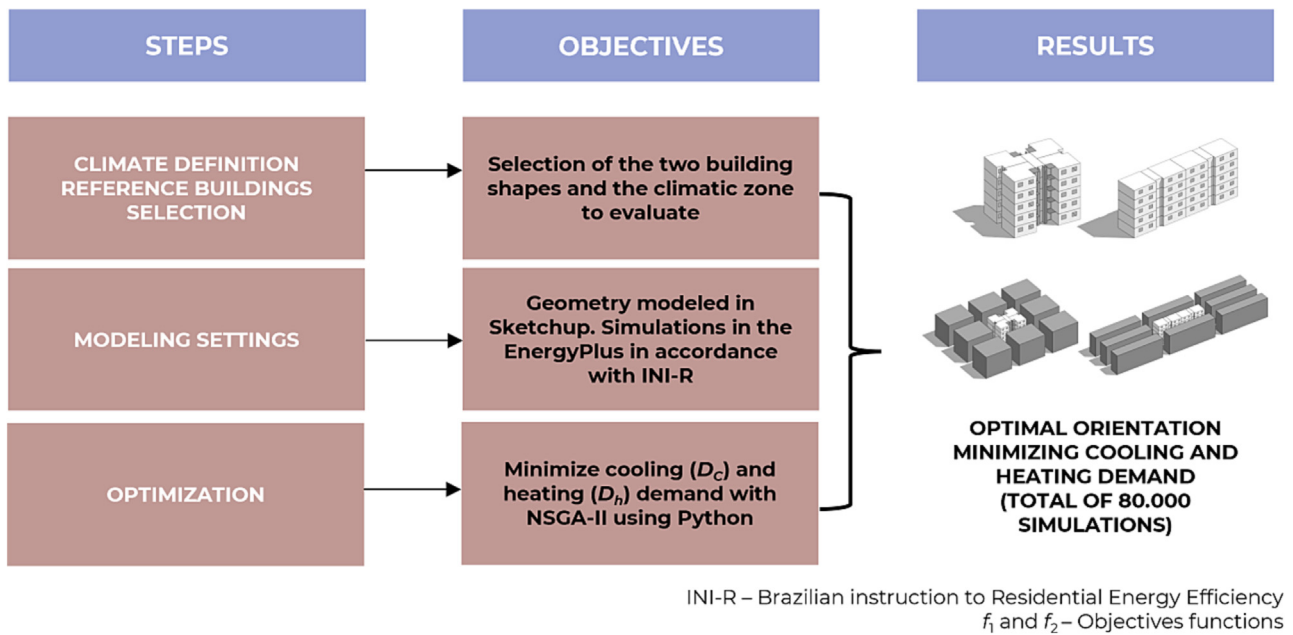 STEPS
OBJECTIVES
RESULTS
CLIMATE DEFINITION
REFERENCE BUILDINGS
SELECTION
Selection of the two building
shapes and the climatic zone
to evaluate
MODELING SETTINGS
Geometry modeled in
Sketchup. Simulations in the
EnergyPlus in accordance
with INI-R
OPTIMIZATION
Minimize cooling (D_C) and
heating (D_h) demand with
NSGA-II using Python
OPTIMAL ORIENTATION
MINIMIZING COOLING AND
HEATING DEMAND
(TOTAL OF 80.000
SIMULATIONS)
INI-R – Brazilian instruction to Residential Energy Efficiency
f₁ and f₂ – Objectives functions